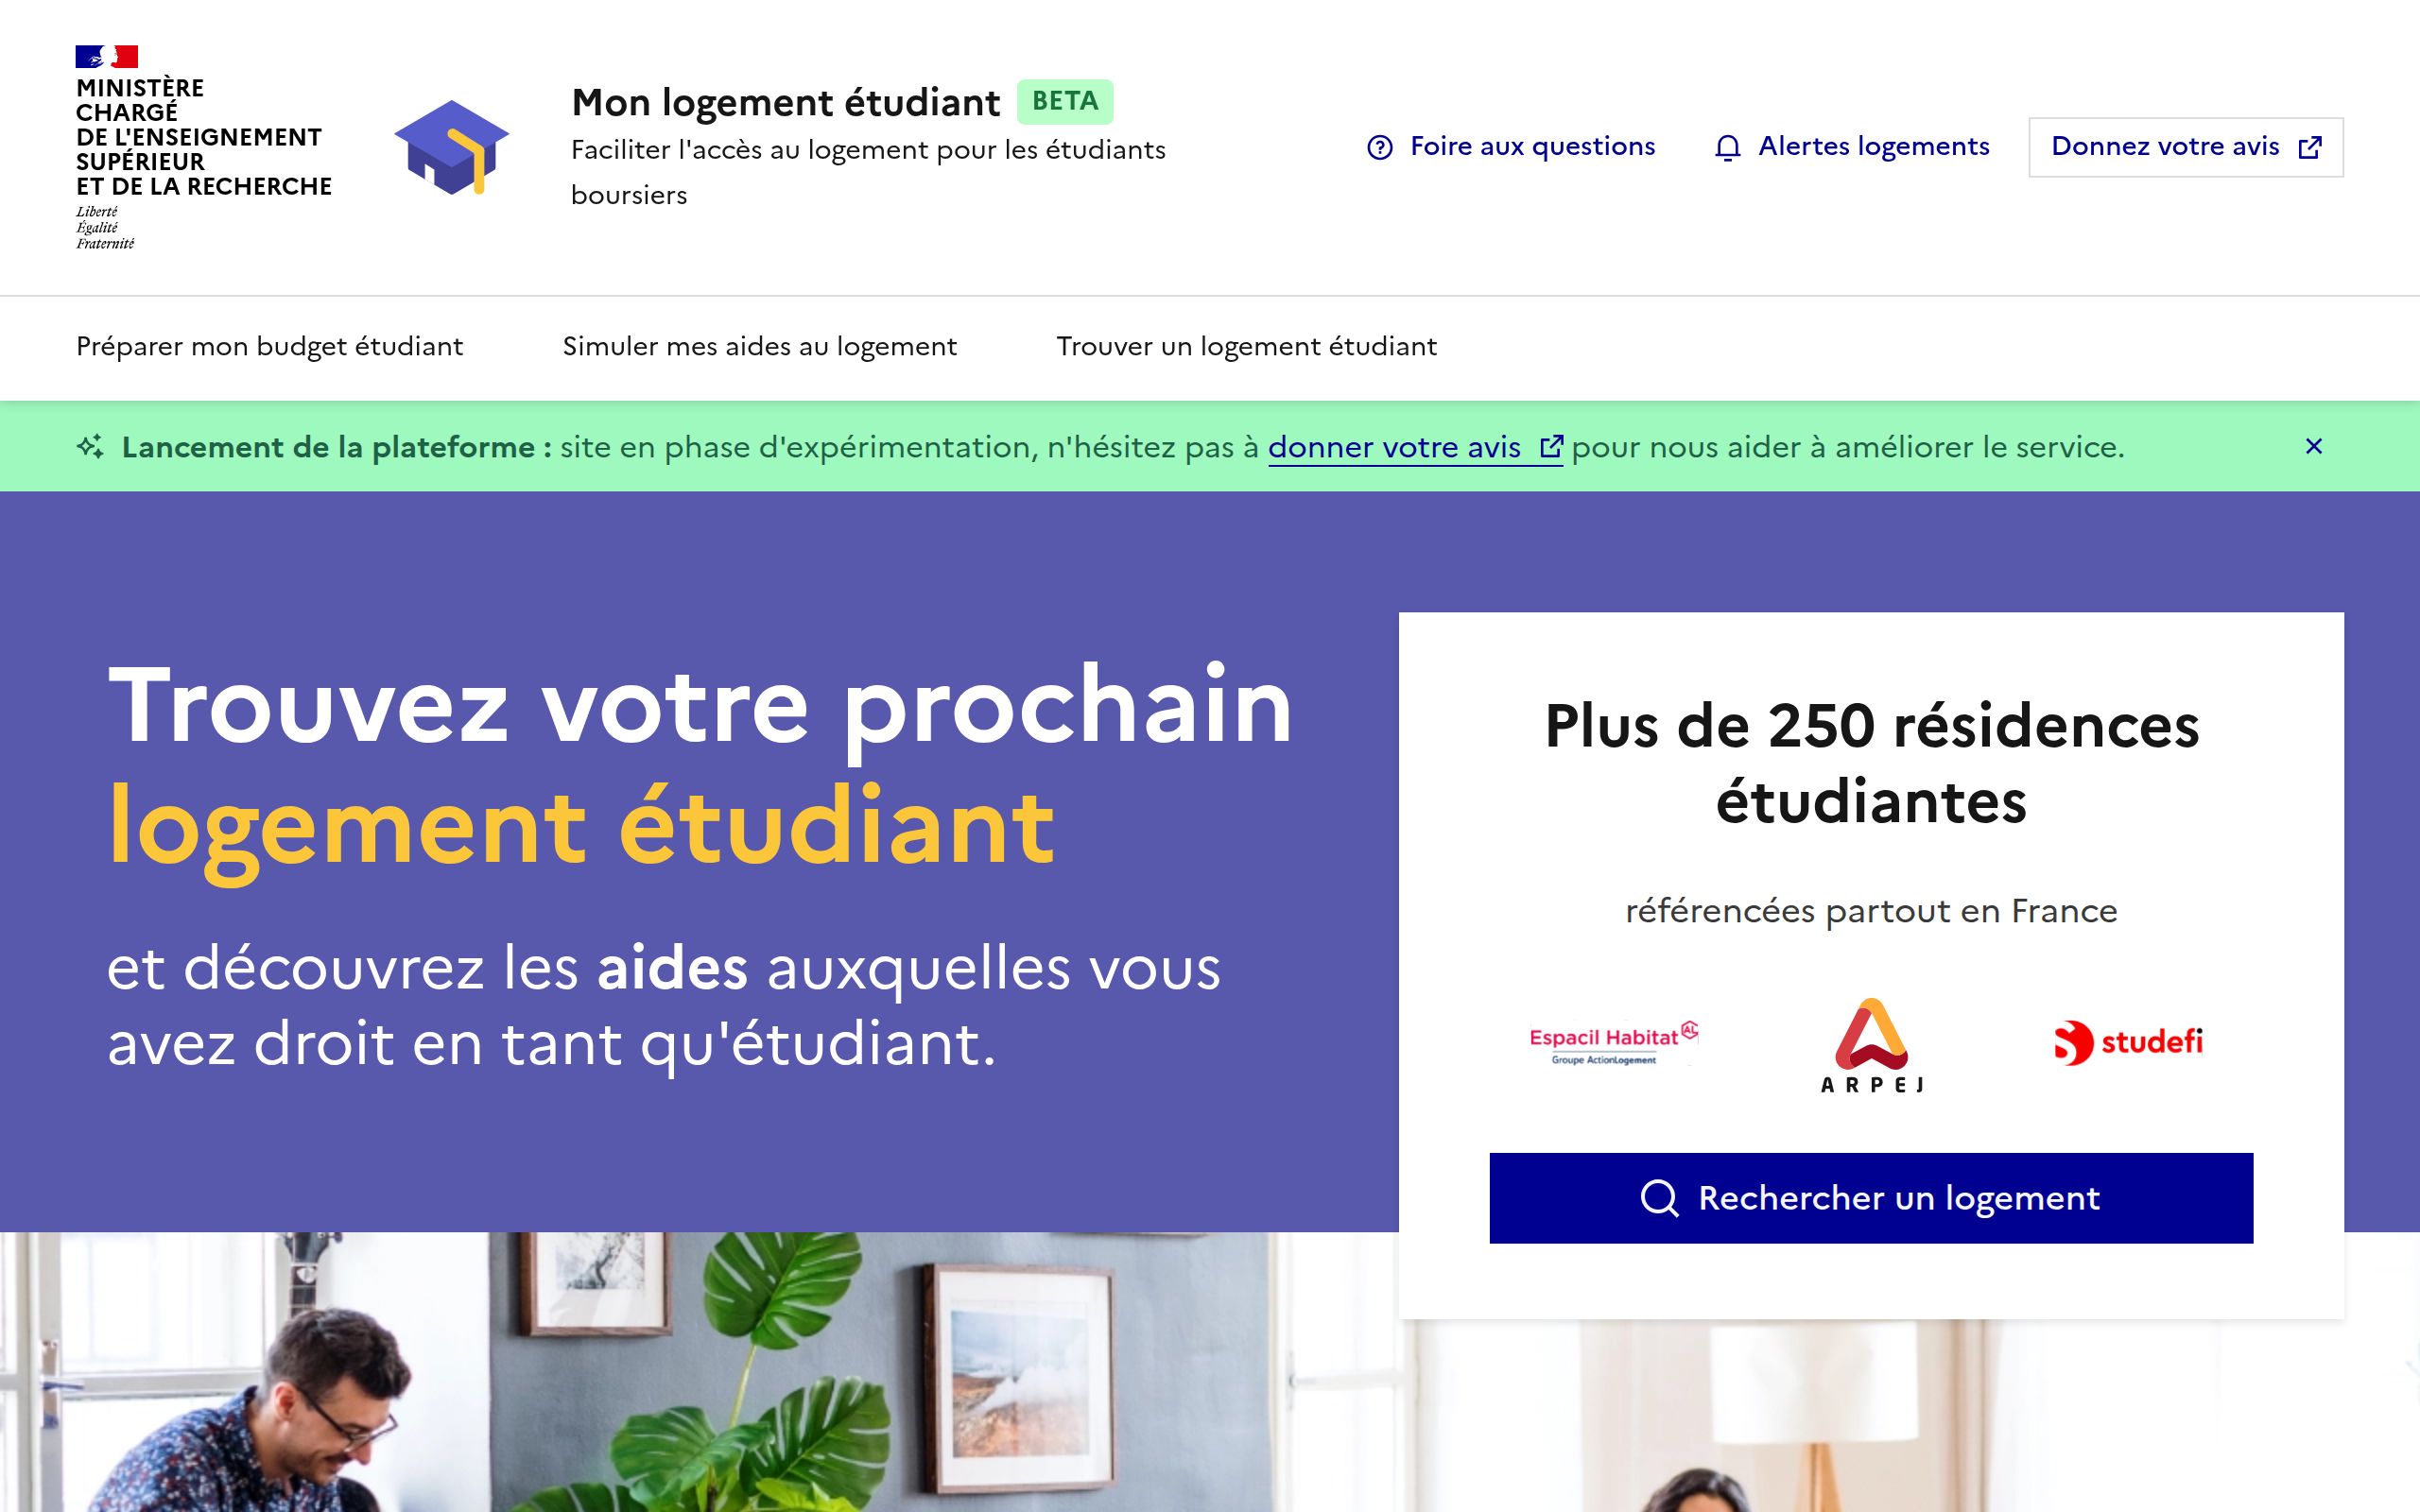 MINISTÈRE
CHARGÉ
DE L'ENSEIGNEMENT
SUPÉRIEUR
ET DE LA RECHERCHE
Liberté
Égalité
Fraternité
Mon logement étudiant BETA
Faciliter l'accès au logement pour les étudiants
boursiers
Foire aux questions
Alertes logements
Donnez votre avis
Préparer mon budget étudiant
Simuler mes aides au logement
Trouver un logement étudiant
Lancement de la plateforme : site en phase d'expérimentation, n'hésitez pas à donner votre avis pour nous aider à améliorer le service.
Trouvez votre prochain
logement étudiant
et découvrez les aides auxquelles vous
avez droit en tant qu'étudiant.
Plus de 250 résidences
étudiantes
référencées partout en France
Espacil Habitat AL
Groupe ActionLogement
ARPEJ
studefi
Rechercher un logement